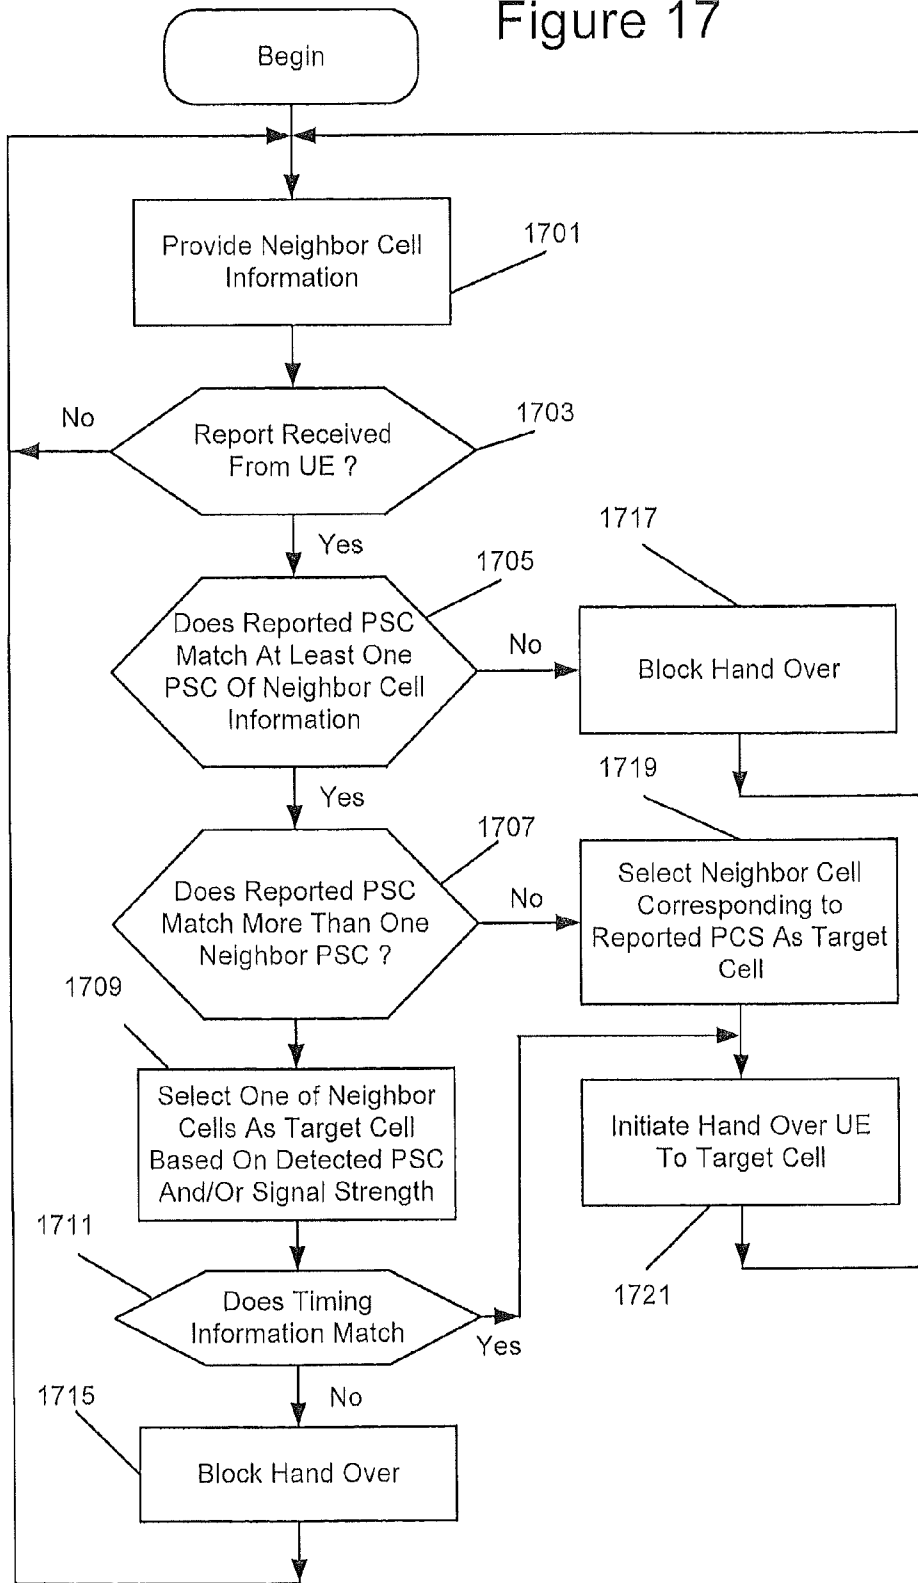 Figure 17
Begin
Provide Neighbor Cell
Information
1701
No
Report Received
From UE ?
1703
Yes
1717
1705
Does Reported PSC
Match At Least One
PSC Of Neighbor Cell
Information
No
Block Hand Over
Yes
1719
1707
Does Reported PSC
Match More Than One
Neighbor PSC ?
No
Select Neighbor Cell
Corresponding to
Reported PCS As Target
Cell
1709
Select One of Neighbor
Cells As Target Cell
Based On Detected PSC
And/Or Signal Strength
Initiate Hand Over UE
To Target Cell
1721
1711
Does Timing
Information Match
Yes
No
1715
Block Hand Over